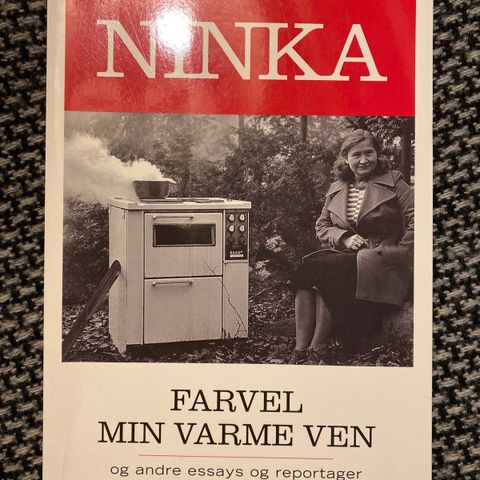 NINKA
FARVEL
MIN VARME VEN
og andre essays og reportager